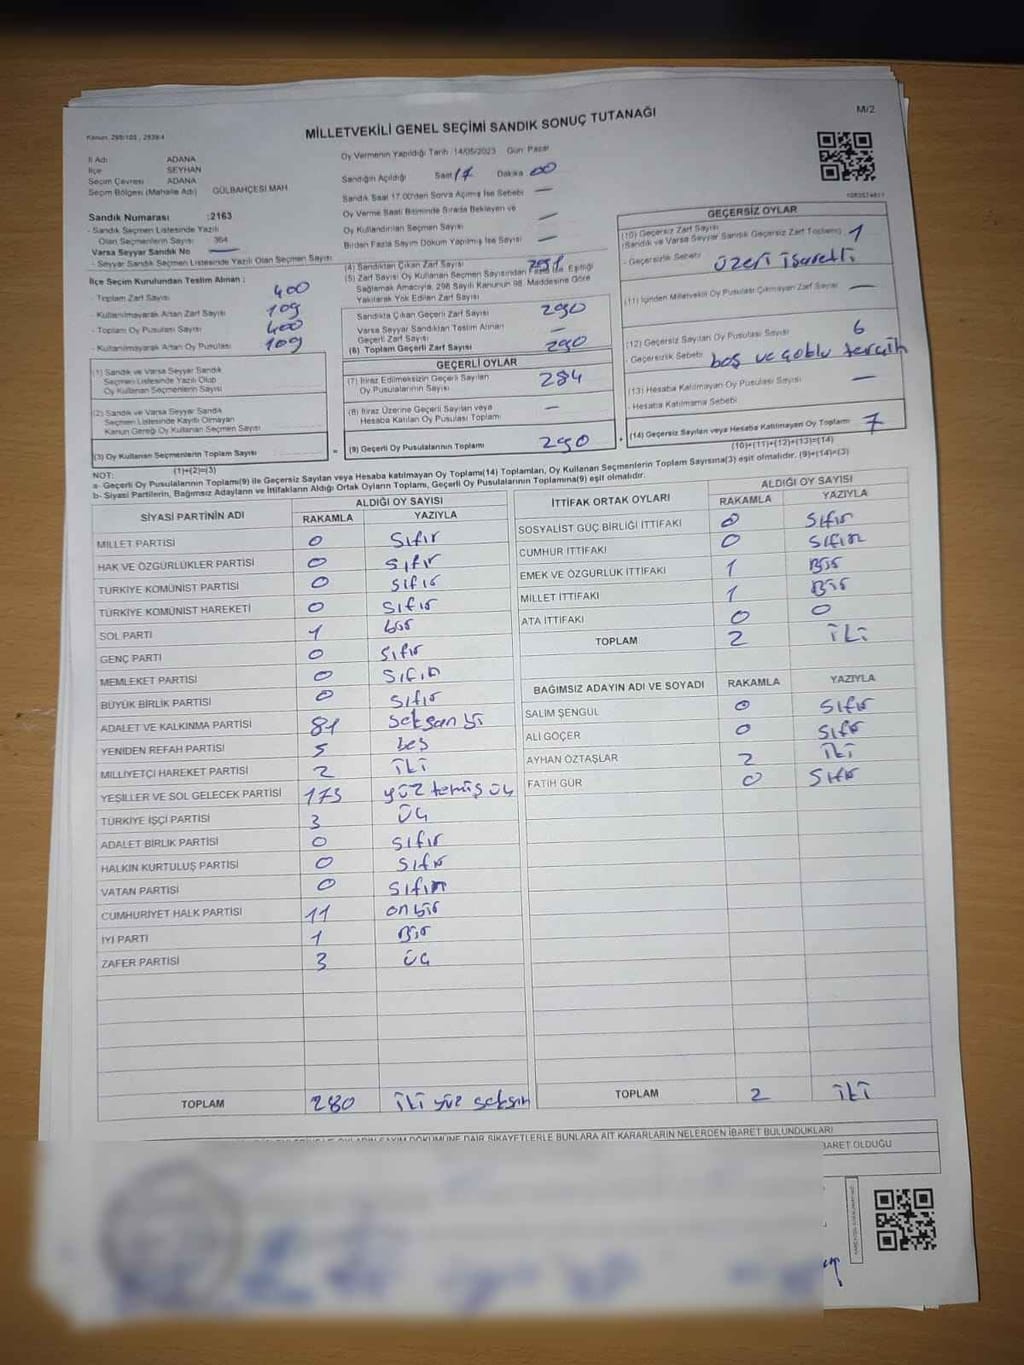 Kanun: 298/105 , 2839/4
MİLLETVEKİLİ GENEL SEÇİMİ SANDIK SONUÇ TUTANAĞI
M/2
İl Adı ADANA
İlçe SEYHAN
Seçim Çevresi ADANA
Seçim Bölgesi (Mahalle Adı) GÜLBAHÇESİ MAH.
Sandık Numarası :2163
- Sandık Seçmen Listesinde Yazılı
Olan Seçmenlerin Sayısı 364
Varsa Seyyar Sandık No —
- Seyyar Sandık Seçmen Listesinde Yazılı Olan Seçmen Sayısı
İlçe Seçim Kurulundan Teslim Alınan ;
- Toplam Zarf Sayısı 400
- Kullanılmayarak Artan Zarf Sayısı 109
- Toplam Oy Pusulası Sayısı 400
- Kullanılmayarak Artan Oy Pusulası 109
(1) Sandık ve Varsa Seyyar Sandık
Seçmen Listesinde Yazılı Olup
Oy Kullanan Seçmenlerin Sayısı
(2) Sandık ve Varsa Seyyar Sandık
Seçmen Listesinde Kayıtlı Olmayan
Kanun Gereği Oy Kullanan Seçmen Sayısı
(3) Oy Kullanan Seçmenlerin Toplam Sayısı
(1)+(2)=(3)
Oy Vermenin Yapıldığı Tarih :14/05/2023 Gün: Pazar
Sandığın Açıldığı Saat 17 Dakika 00
Sandık Saat 17.00'den Sonra Açılmış İse Sebebi —
Oy Verme Saati Bitiminde Sırada Bekleyen ve
Oy Kullandırılan Seçmen Sayısı —
Birden Fazla Sayım Döküm Yapılmış İse Sayısı —
(4) Sandıktan Çıkan Zarf Sayısı 291
(5) Zarf Sayısı Oy Kullanan Seçmen Sayısından Fazla ise, Eşitliği
Sağlamak Amacıyla, 298 Sayılı Kanunun 98. Maddesine Göre
Yakılarak Yok Edilen Zarf Sayısı
Sandıkta Çıkan Geçerli Zarf Sayısı 290
Varsa Seyyar Sandıktan Teslim Alınan
Geçerli Zarf Sayısı —
(6) Toplam Geçerli Zarf Sayısı 290
GEÇERLİ OYLAR
(7) İtiraz Edilmeksizin Geçerli Sayılan
Oy Pusulalarının Sayısı 284
(8) İtiraz Üzerine Geçerli Sayılan veya
Hesaba Katılan Oy Pusulası Toplamı —
(9) Geçerli Oy Pusulalarının Toplamı 290
GEÇERSİZ OYLAR
(10) Geçersiz Zarf Sayısı
(Sandık ve Varsa Seyyar Sandık Geçersiz Zarf Toplamı) 1
- Geçersizlik Sebebi üzeri işaretli
(11) İçinden Milletvekili Oy Pusulası Çıkmayan Zarf Sayısı —
(12) Geçersiz Sayılan Oy Pusulası Sayısı 6
- Geçersizlik Sebebi boş ve çoklu tercih
(13) Hesaba Katılmayan Oy Pusulası Sayısı —
- Hesaba Katılmama Sebebi
(14) Geçersiz Sayılan veya Hesaba Katılmayan Oy Toplamı 7
(10)+(11)+(12)+(13)=(14)
NOT:
a- Geçerli Oy Pusulalarının Toplamı(9) ile Geçersiz Sayılan veya Hesaba katılmayan Oy Toplamı(14) Toplamları, Oy Kullanan Seçmenlerin Toplam Sayısına(3) eşit olmalıdır. (9)+(14)=(3)
b- Siyasi Partilerin, Bağımsız Adayların ve İttifakların Aldığı Ortak Oyların Toplamı, Geçerli Oy Pusulalarının Toplamına(9) eşit olmalıdır.
SİYASİ PARTİNİN ADI ALDIĞI OY SAYISI
RAKAMLA YAZIYLA
MİLLET PARTİSİ 0 Sıfır
HAK VE ÖZGÜRLÜKLER PARTİSİ 0 Sıfır
TÜRKİYE KOMÜNİST PARTİSİ 0 Sıfır
TÜRKİYE KOMÜNİST HAREKETİ 0 Sıfır
SOL PARTİ 1 bir
GENÇ PARTİ 0 Sıfır
MEMLEKET PARTİSİ 0 Sıfır
BÜYÜK BİRLİK PARTİSİ 0 Sıfır
ADALET VE KALKINMA PARTİSİ 81 Seksan bi
YENİDEN REFAH PARTİSİ 5 beş
MİLLİYETÇİ HAREKET PARTİSİ 2 İki
YEŞİLLER VE SOL GELECEK PARTİSİ 173 yüz temiş üç
TÜRKİYE İŞÇİ PARTİSİ 3 üç
ADALET BİRLİK PARTİSİ 0 Sıfır
HALKIN KURTULUŞ PARTİSİ 0 Sıfır
VATAN PARTİSİ 0 Sıfır
CUMHURİYET HALK PARTİSİ 11 on bir
İYİ PARTİ 1 Bir
ZAFER PARTİSİ 3 üç
TOPLAM 280 İki yüz seksen
İTTİFAK ORTAK OYLARI ALDIĞI OY SAYISI
RAKAMLA YAZIYLA
SOSYALİST GÜÇ BİRLİĞİ İTTİFAKI 0 Sıfır
CUMHUR İTTİFAKI 0 Sıfır
EMEK VE ÖZGÜRLÜK İTTİFAKI 1 Bir
MİLLET İTTİFAKI 1 Bir
ATA İTTİFAKI 0 0
TOPLAM 2 İki
BAĞIMSIZ ADAYIN ADI VE SOYADI RAKAMLA YAZIYLA
SALİM ŞENGÜL 0 Sıfır
ALİ GÖÇER 0 Sıfır
AYHAN ÖZTAŞLAR 2 İki
FATİH GÜR 0 Sıfır
TOPLAM 2 İki
OYLARIN SAYIM DÖKÜMÜNE DAİR ŞİKAYETLERLE BUNLARA AİT KARARLARIN NELERDEN İBARET BULUNDUKLARI
BARET OLDUĞU